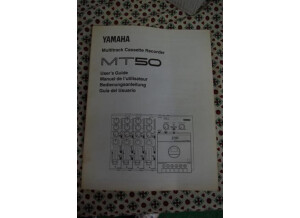 YAMAHA
Multitrack Cassette Recorder
MT50
User's Guide
Manuel de l'utilisateur
Bedienungsanleitung
Guía del Usuario